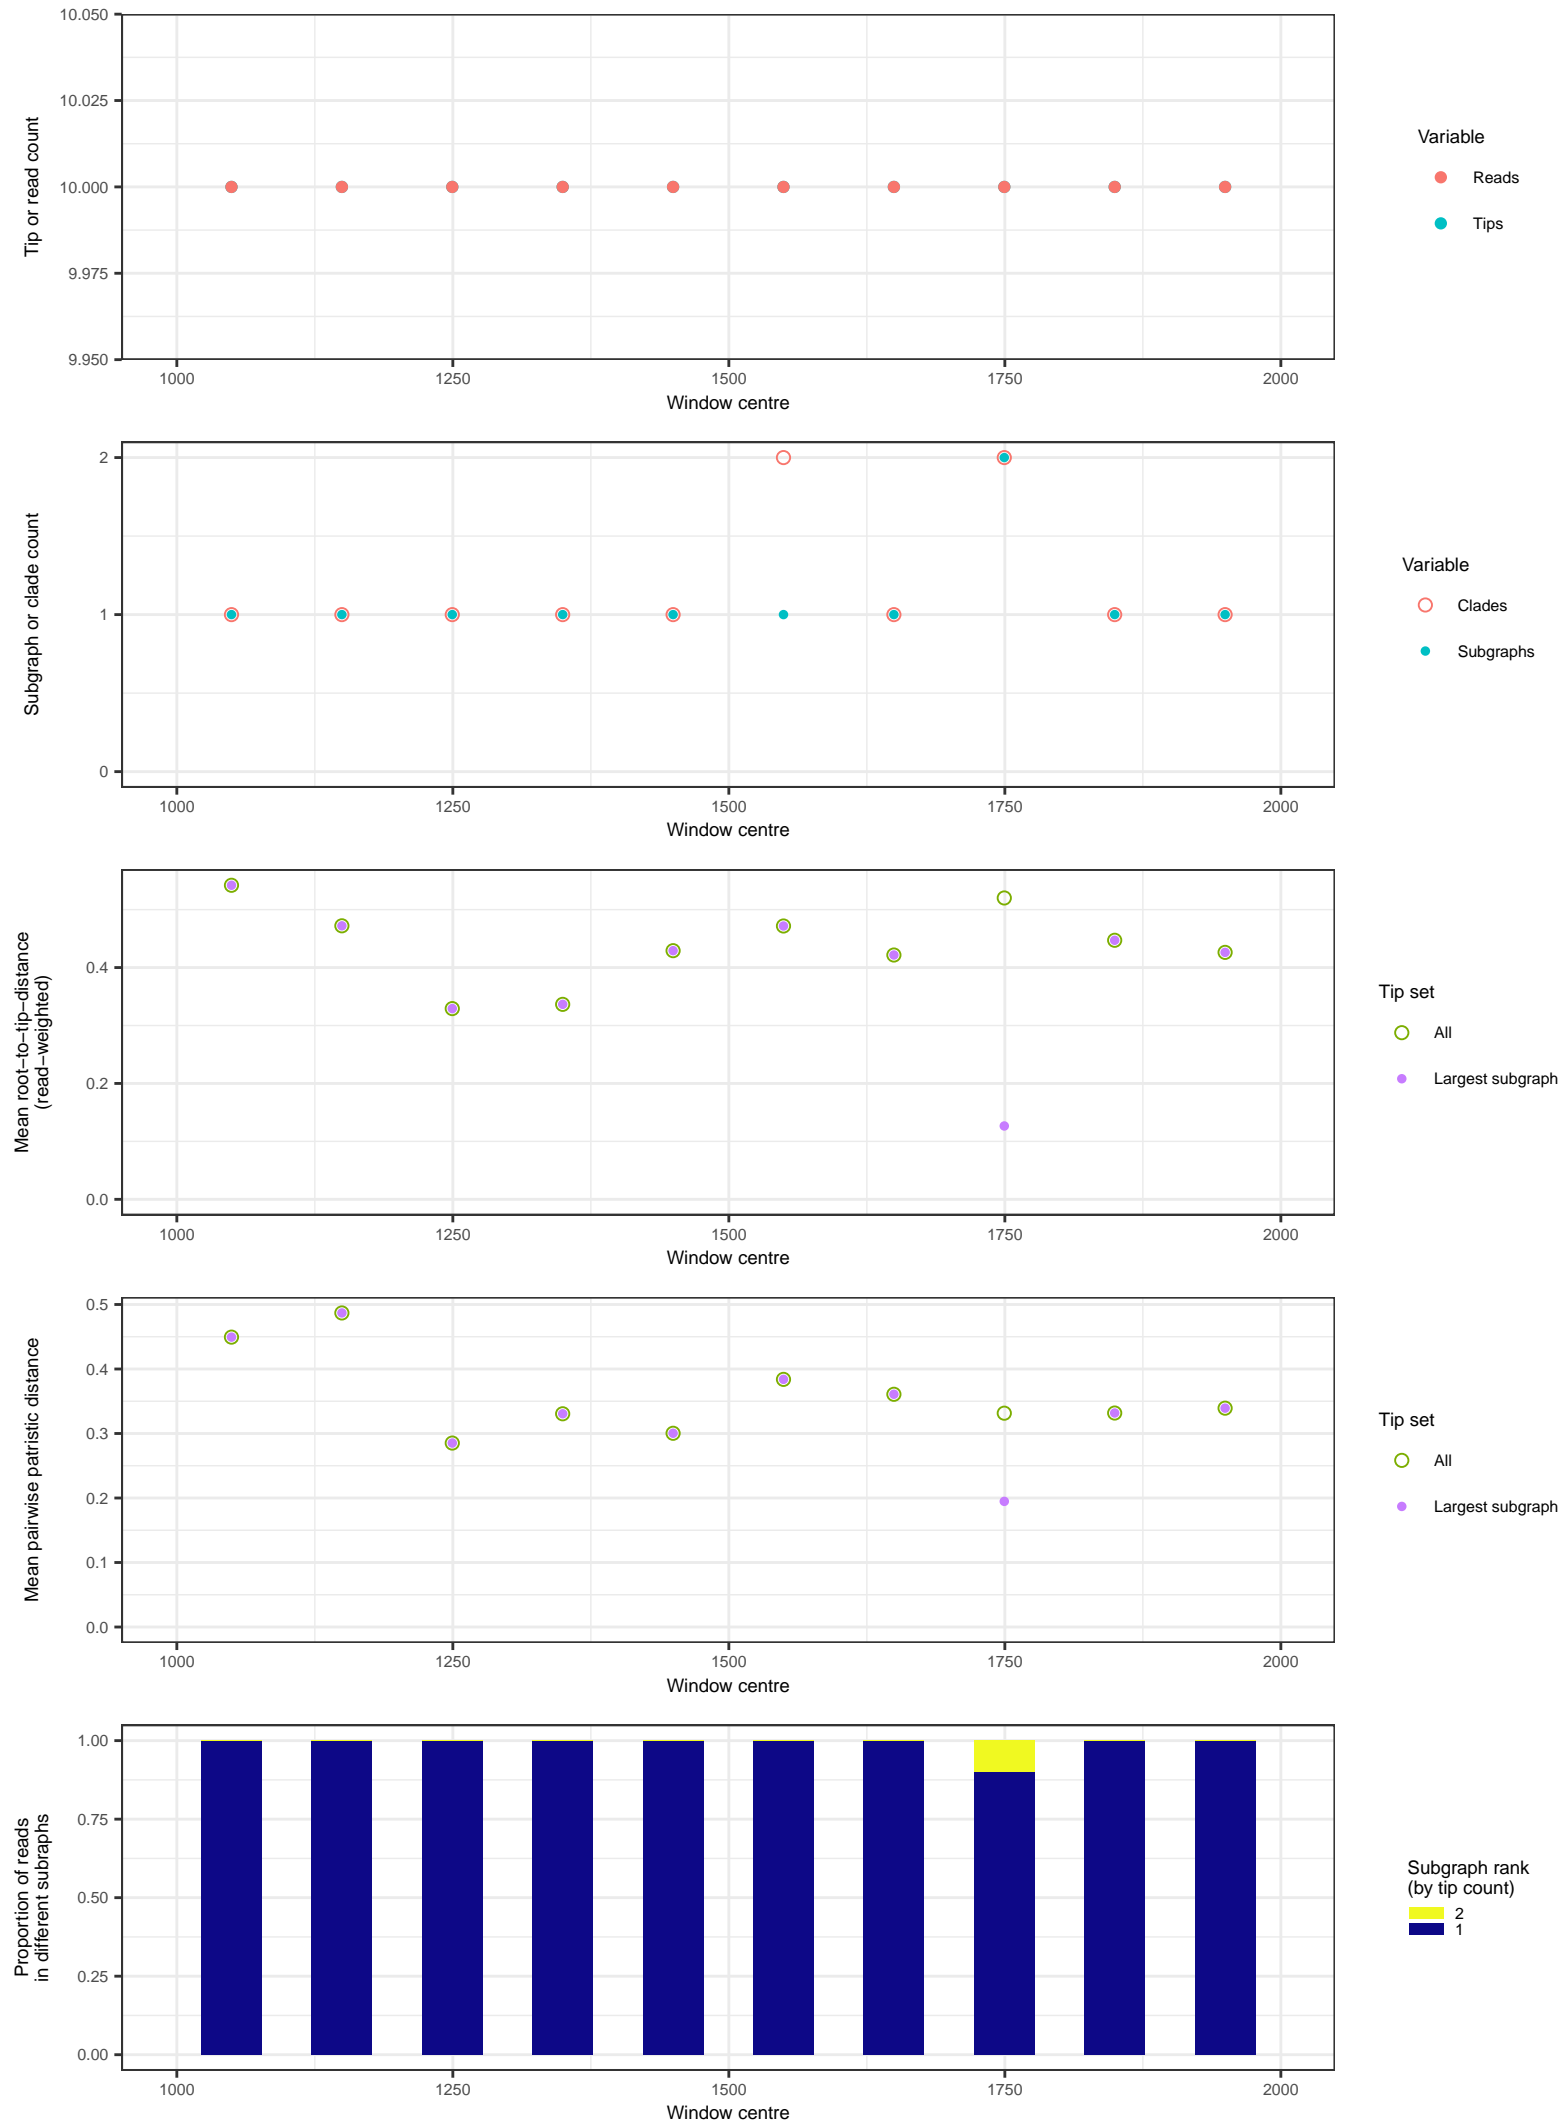 10.050
10.025
10.000
9.975
9.950
Tip or read count
1000 1250 1500 1750 2000
Window centre
Variable
Reads
Tips
2
1
0
Subgraph or clade count
1000 1250 1500 1750 2000
Window centre
Variable
Clades
Subgraphs
0.4
0.2
0.0
Mean root−to−tip−distance
(read−weighted)
1000 1250 1500 1750 2000
Window centre
Tip set
All
Largest subgraph
0.5
0.4
0.3
0.2
0.1
0.0
Mean pairwise patristic distance
1000 1250 1500 1750 2000
Window centre
Tip set
All
Largest subgraph
1.00
0.75
0.50
0.25
0.00
Proportion of reads
in different subraphs
1000 1250 1500 1750 2000
Window centre
Subgraph rank
(by tip count)
2
1